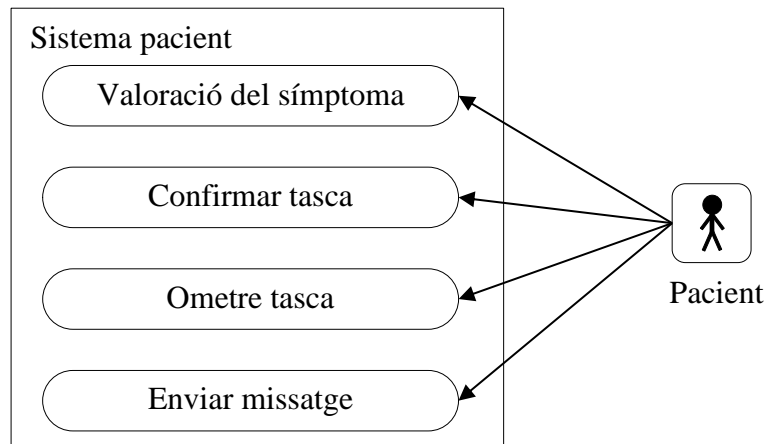 Sistema pacient
Valoració del símptoma
Confirmar tasca
Ometre tasca
Pacient
Enviar missatge